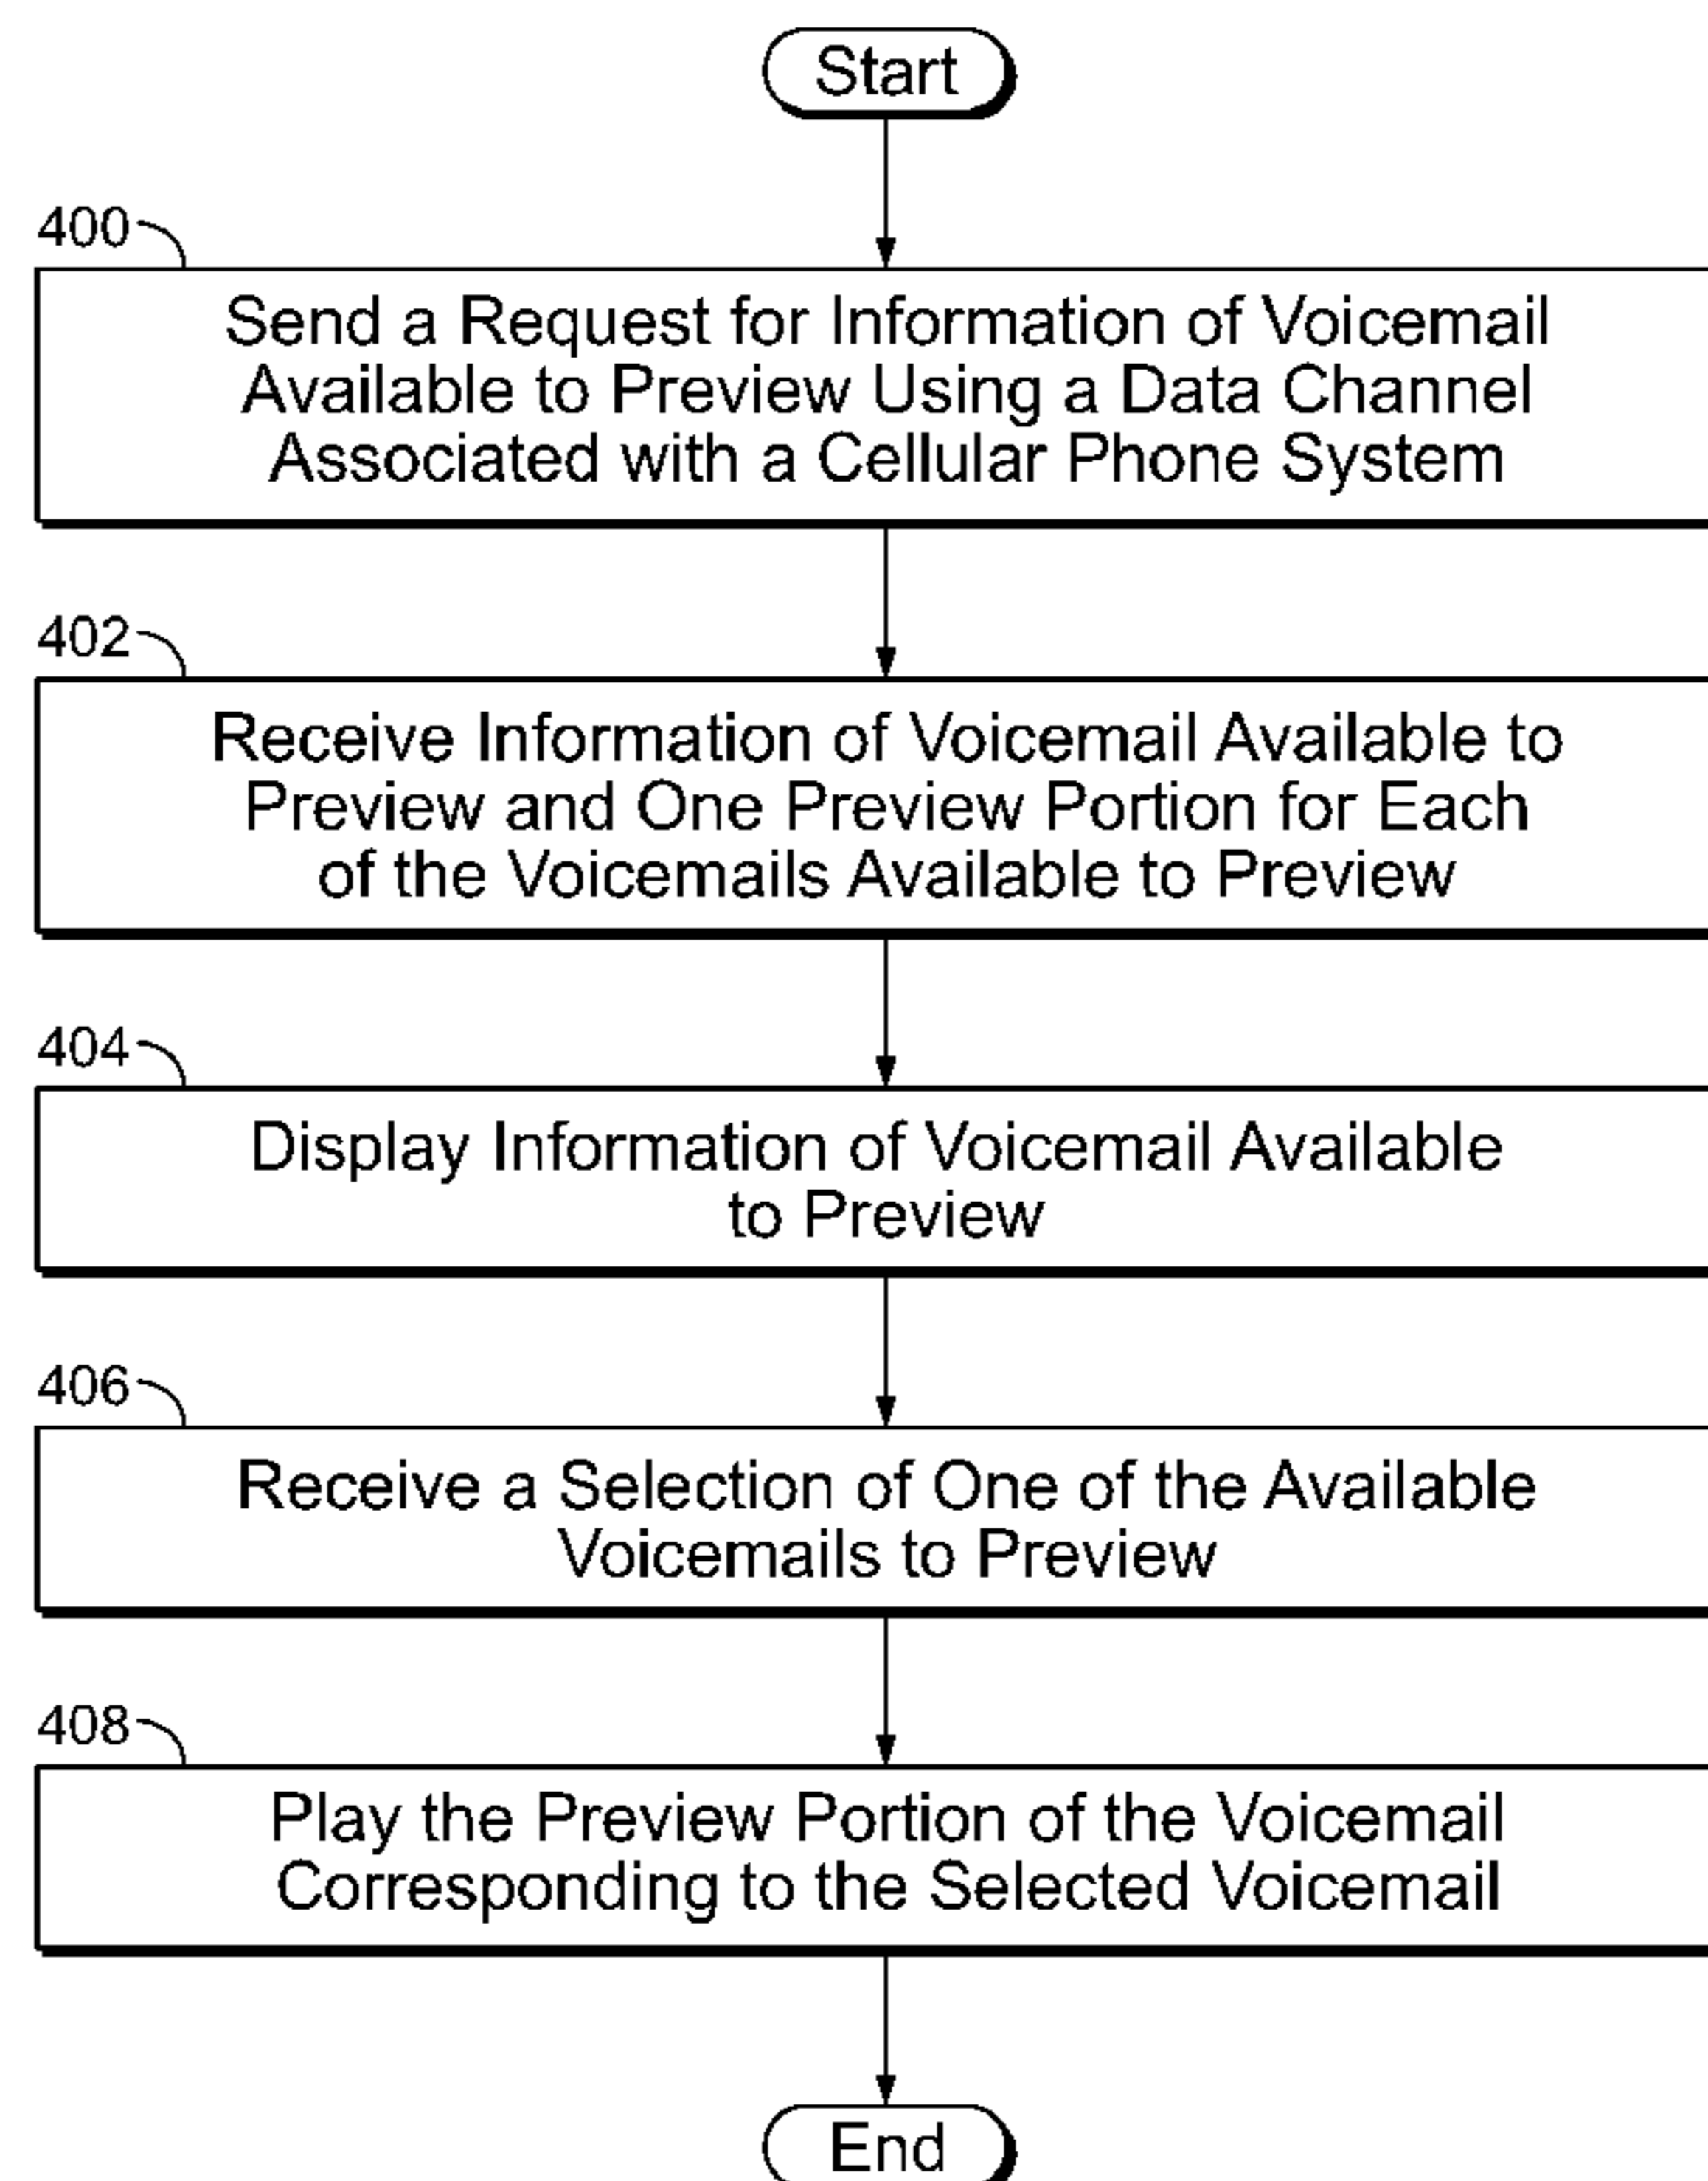 Start
400
Send a Request for Information of Voicemail
Available to Preview Using a Data Channel
Associated with a Cellular Phone System
402
Receive Information of Voicemail Available to
Preview and One Preview Portion for Each
of the Voicemails Available to Preview
404
Display Information of Voicemail Available
to Preview
406
Receive a Selection of One of the Available
Voicemails to Preview
408
Play the Preview Portion of the Voicemail
Corresponding to the Selected Voicemail
End